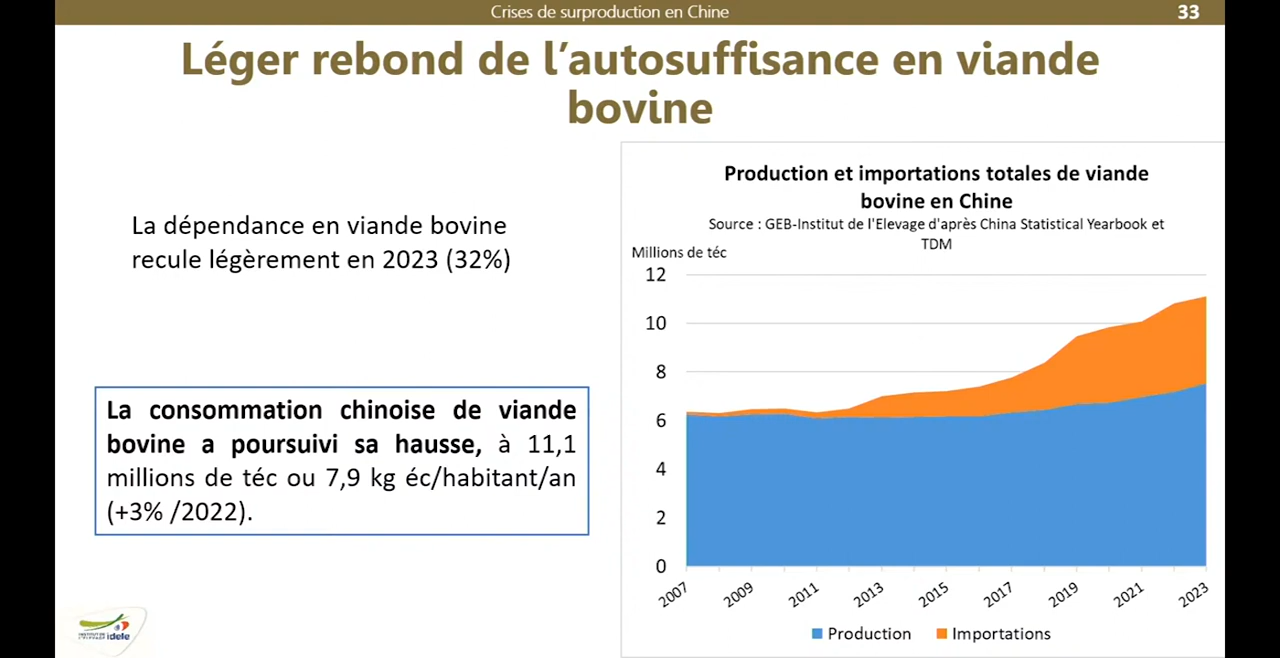 Crises de surproduction en Chine
33
Léger rebond de l’autosuffisance en viande
bovine
La dépendance en viande bovine
recule légèrement en 2023 (32%)
La consommation chinoise de viande
bovine a poursuivi sa hausse, à 11,1
millions de téc ou 7,9 kg éc/habitant/an
(+3% /2022).
Production et importations totales de viande
bovine en Chine
Source : GEB-Institut de l'Elevage d'après China Statistical Yearbook et
TDM
Millions de téc
12
10
8
6
4
2
0
2007
2009
2011
2013
2015
2017
2019
2021
2023
Production
Importations
idele